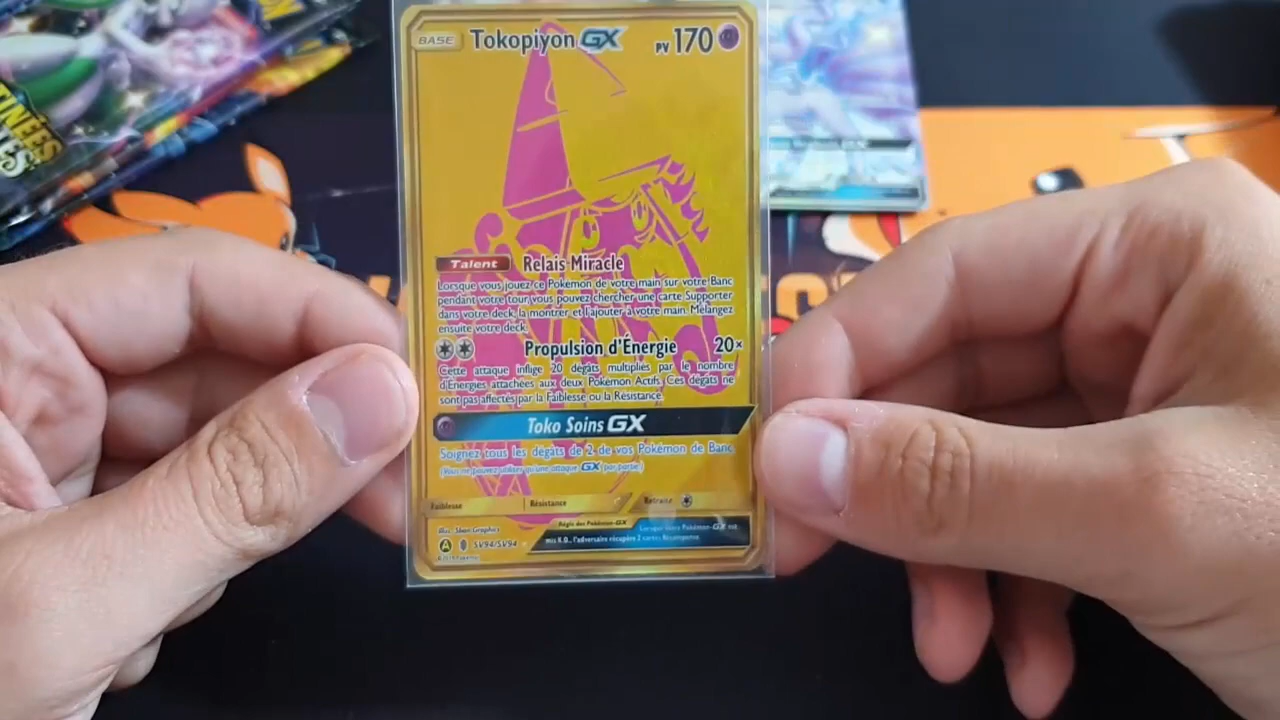 BASE Tokopiyon GX PV 170
Talent Relais Miracle
Lorsque vous jouez ce Pokémon de votre main sur votre Banc
pendant votre tour, vous pouvez chercher une carte Supporter
dans votre deck, la montrer et l'ajouter à votre main. Mélangez
ensuite votre deck.
Propulsion d'Énergie 20×
Cette attaque inflige 20 dégâts multipliés par le nombre
d'Énergies attachées aux deux Pokémon Actifs. Ces dégâts ne
sont pas affectés par la Faiblesse ou la Résistance.
Toko Soins GX
Soignez tous les dégâts de 2 de vos Pokémon de Banc.
(Vous ne pouvez utiliser qu'une attaque GX par partie.)
Faiblesse Résistance Retraite
Illus. 5ban Graphics
A SV94/SV94
Règle des Pokémon-GX Lorsque votre Pokémon-GX est
mis K.O., l'adversaire récupère 2 cartes Récompense.